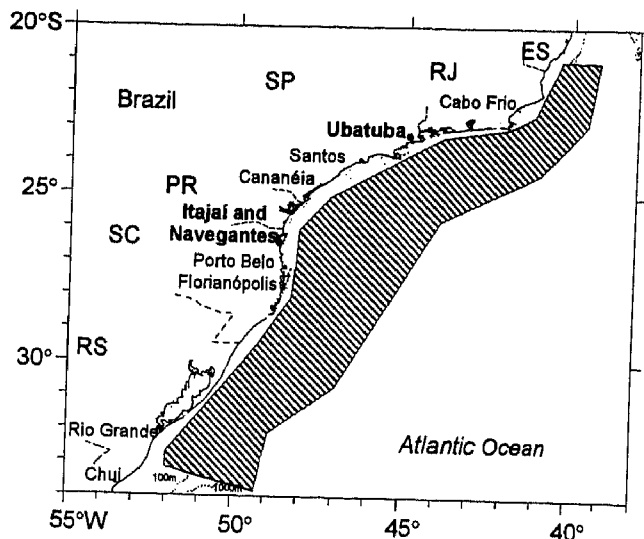 20°S
ES
RJ
SP
Cabo Frio
Brazil
Ubatuba
Santos
Cananéia
25°
PR
Itajaí and
Navegantes
SC
Porto Belo
Florianópolis
30°
RS
Rio Grande
Atlantic Ocean
Chuí
100m
1000m
55°W
50°
45°
40°